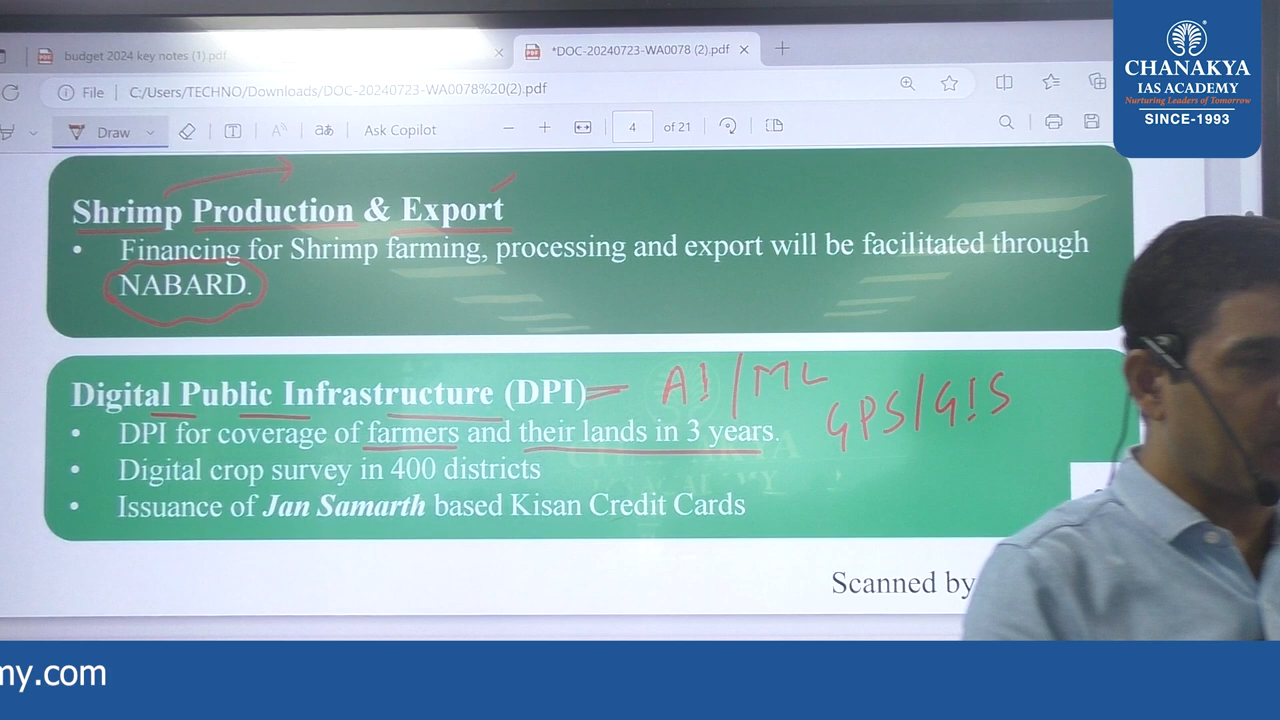 budget 2024 key notes (1).pdf
*DOC-20240723-WA0078 (2).pdf
File
C:/Users/TECHNO/Downloads/DOC-20240723-WA0078%20(2).pdf
Draw
Ask Copilot
4 of 21
CHANAKYA
IAS ACADEMY
Nurturing Leaders of Tomorrow
SINCE-1993
Shrimp Production & Export
• Financing for Shrimp farming, processing and export will be facilitated through
NABARD.
Digital Public Infrastructure (DPI) AI/ML
GPS/GIS
• DPI for coverage of farmers and their lands in 3 years.
• Digital crop survey in 400 districts
• Issuance of Jan Samarth based Kisan Credit Cards
Scanned by
my.com